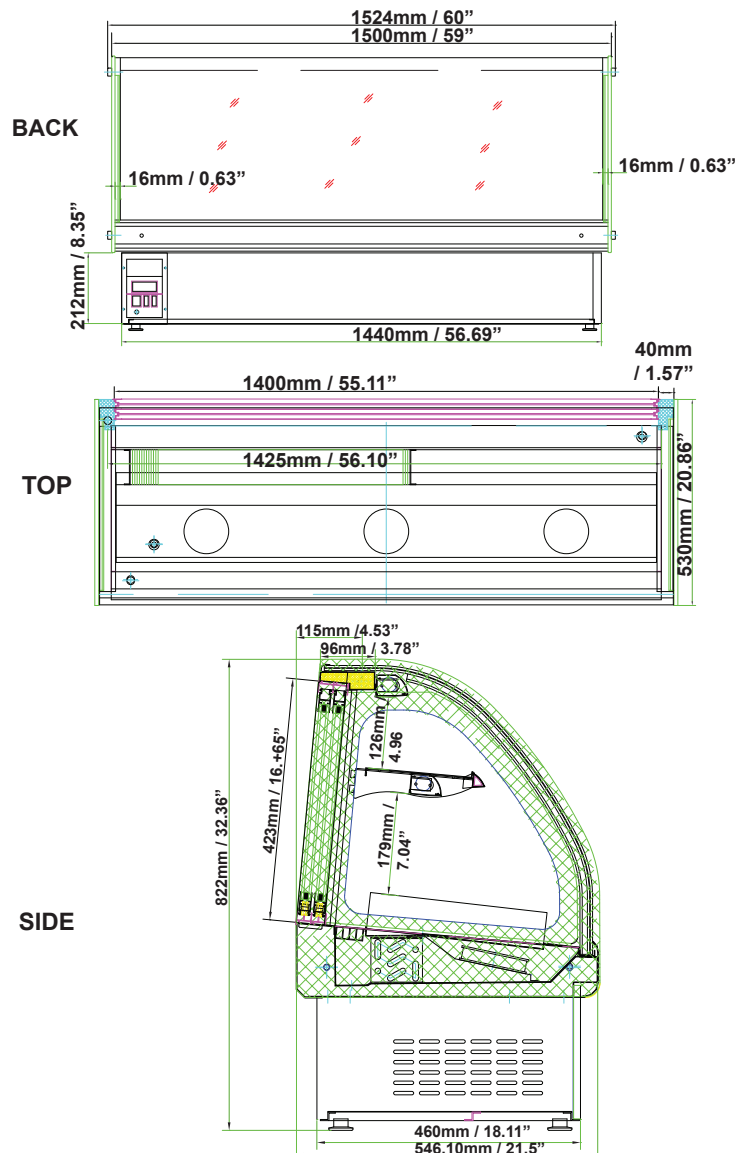 1524mm / 60”
1500mm / 59”
BACK
16mm / 0.63”
16mm / 0.63”
212mm / 8.35”
1440mm / 56.69”
40mm
/ 1.57”
1400mm / 55.11”
TOP
1425mm / 56.10”
530mm / 20.86”
115mm /4.53”
96mm / 3.78”
126mm /
4.96
423mm / 16.+65”
179mm /
7.04”
822mm / 32.36”
SIDE
460mm / 18.11”
546.10mm / 21.5”